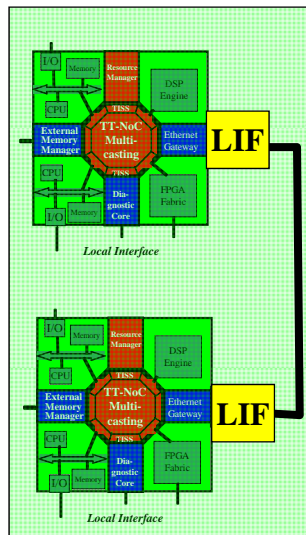 I/O
Memory
Resource
Manager
DSP
Engine
CPU
TISS
External
Memory
Manager
TT-NoC
Multi-
casting
Ethernet
Gateway
LIF
CPU
TISS
Memory
I/O
Dia-
gnostic
Core
FPGA
Fabric
Local Interface
I/O
Memory
Resource
Manager
DSP
Engine
CPU
TISS
External
Memory
Manager
TT-NoC
Multi-
casting
Ethernet
Gateway
LIF
CPU
TISS
Memory
I/O
Dia-
gnostic
Core
FPGA
Fabric
Local Interface